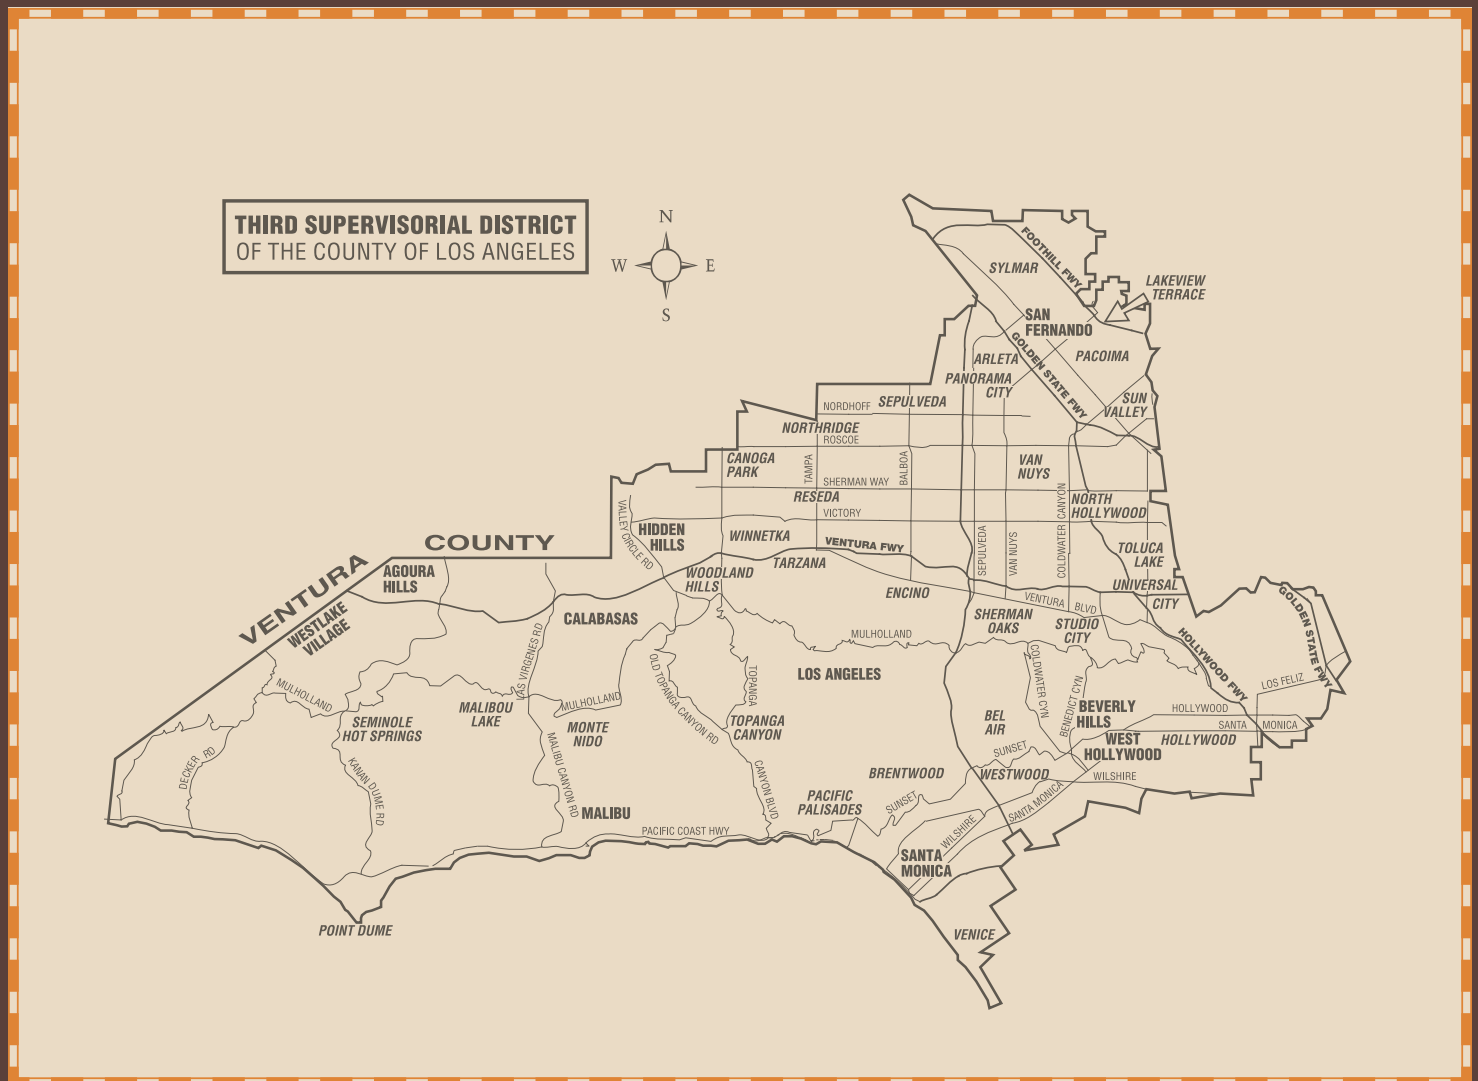 THIRD SUPERVISORIAL DISTRICT
OF THE COUNTY OF LOS ANGELES
N
W
E
S
FOOTHILL FWY
SYLMAR
LAKEVIEW
TERRACE
SAN
FERNANDO
GOLDEN STATE FWY
ARLETA
PACOIMA
PANORAMA
CITY
SUN
VALLEY
NORDHOFF
SEPULVEDA
NORTHRIDGE
ROSCOE
CANOGA
PARK
TAMPA
BALBOA
VAN
NUYS
SHERMAN WAY
RESEDA
COLDWATER CANYON
NORTH
HOLLYWOOD
VICTORY
VALLEY CIRCLE RD
HIDDEN
HILLS
WINNETKA
VENTURA FWY
SEPULVEDA
VAN NUYS
TOLUCA
LAKE
VENTURA
COUNTY
AGOURA
HILLS
WOODLAND
HILLS
TARZANA
ENCINO
UNIVERSAL
CITY
VENTURA BLVD
WESTLAKE
VILLAGE
CALABASAS
SHERMAN
OAKS
STUDIO
CITY
GOLDEN STATE FWY
MULHOLLAND
HOLLYWOOD FWY
LAS VIRGENES RD
OLD TOPANGA CANYON RD
TOPANGA
LOS ANGELES
COLDWATER CYN
BENEDICT CYN
LOS FELIZ
MULHOLLAND
MULHOLLAND
MALIBOU
LAKE
BEVERLY
HILLS
HOLLYWOOD
SEMINOLE
HOT SPRINGS
MONTE
NIDO
TOPANGA
CANYON
BEL
AIR
SANTA MONICA
WEST
HOLLYWOOD
HOLLYWOOD
DECKER RD
KANAN DUME RD
MALIBU CANYON RD
CANYON BLVD
SUNSET
BRENTWOOD
WESTWOOD
WILSHIRE
PACIFIC
PALISADES
SUNSET
SANTA MONICA
MALIBU
PACIFIC COAST HWY
WILSHIRE
SANTA
MONICA
POINT DUME
VENICE